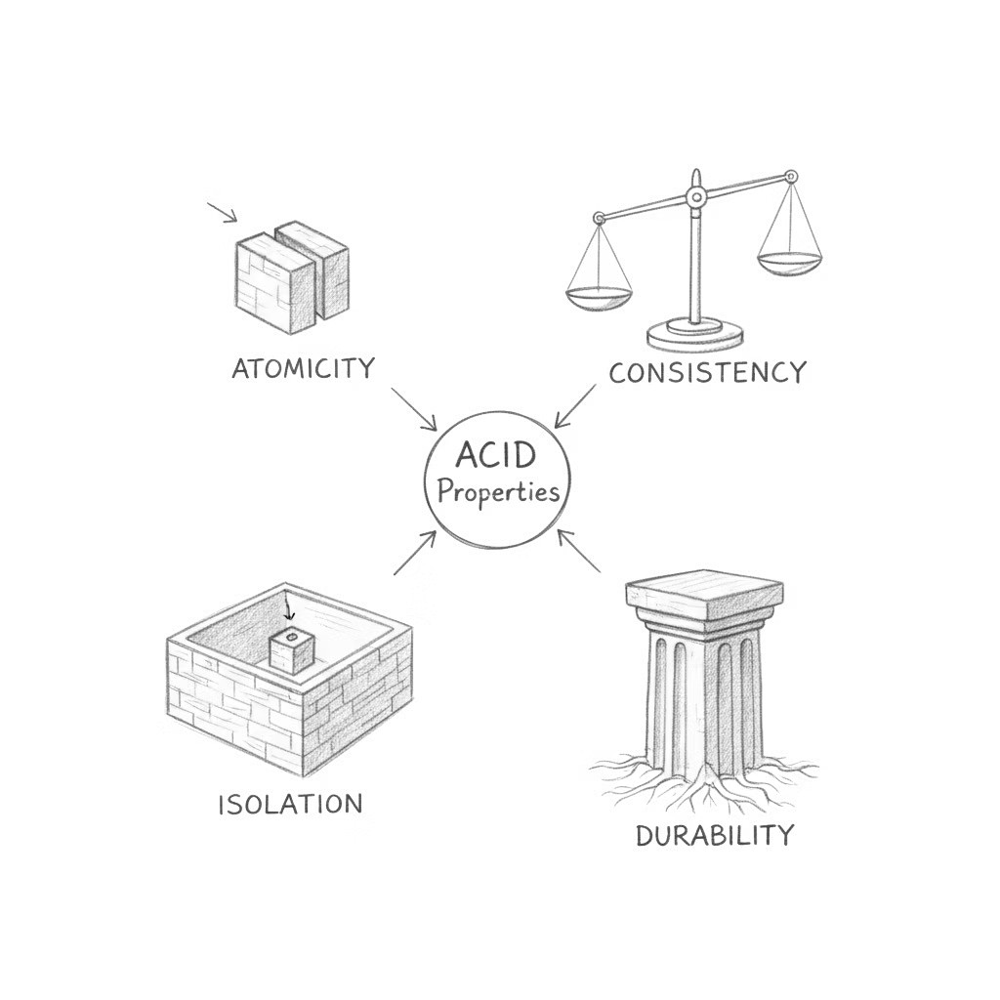 ATOMICITY
CONSISTENCY
ACID
Properties
ISOLATION
DURABILITY